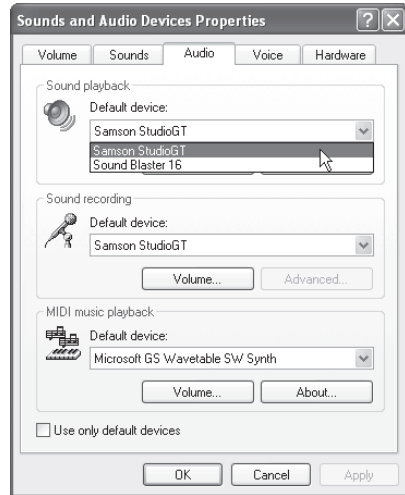 Sounds and Audio Devices Properties
Volume Sounds Audio Voice Hardware
Sound playback
Default device:
Samson StudioGT
Samson StudioGT
Sound Blaster 16
Sound recording
Default device:
Samson StudioGT
Volume... Advanced...
MIDI music playback
Default device:
Microsoft GS Wavetable SW Synth
Volume... About...
Use only default devices
OK Cancel Apply